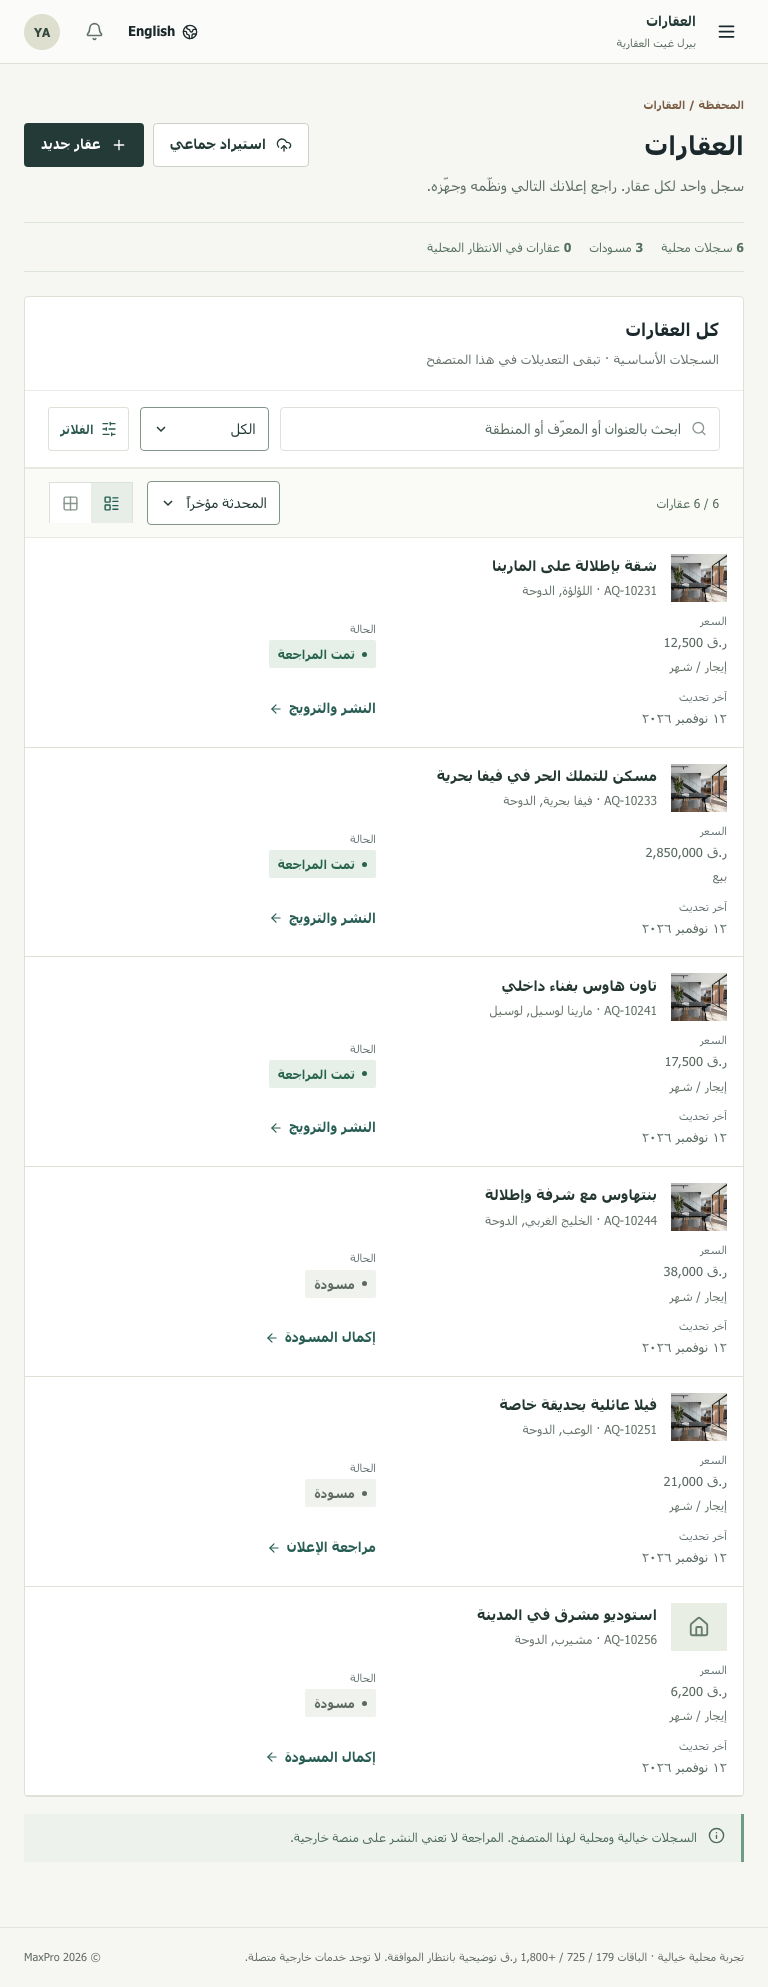 العقارات
بيرل غيت العقارية
English
YA
المحفظة / العقارات
العقارات
استيراد جماعي
عقار جديد
سجل واحد لكل عقار. راجع إعلانك التالي ونظّمه وجهّزه.
6 سجلات محلية
3 مسودات
0 عقارات في الانتظار المحلية
كل العقارات
السجلات الأساسية · تبقى التعديلات في هذا المتصفح
ابحث بالعنوان أو المعرّف أو المنطقة
الكل
الفلاتر
6 / 6 عقارات
المحدثة مؤخراً
شقة بإطلالة على المارينا
AQ-10231 · اللؤلؤة, الدوحة
السعر
ر.ق 12,500
إيجار / شهر
الحالة
تمت المراجعة
آخر تحديث
١٢ نوفمبر ٢٠٢٦
النشر والترويج
مسكن للتملك الحر في فيفا بحرية
AQ-10233 · فيفا بحرية, الدوحة
السعر
ر.ق 2,850,000
بيع
الحالة
تمت المراجعة
آخر تحديث
١٢ نوفمبر ٢٠٢٦
النشر والترويج
تاون هاوس بفناء داخلي
AQ-10241 · مارينا لوسيل, لوسيل
السعر
ر.ق 17,500
إيجار / شهر
الحالة
تمت المراجعة
آخر تحديث
١٢ نوفمبر ٢٠٢٦
النشر والترويج
بنتهاوس مع شرفة وإطلالة
AQ-10244 · الخليج الغربي, الدوحة
السعر
ر.ق 38,000
إيجار / شهر
الحالة
مسودة
آخر تحديث
١٢ نوفمبر ٢٠٢٦
إكمال المسودة
فيلا عائلية بحديقة خاصة
AQ-10251 · الوعب, الدوحة
السعر
ر.ق 21,000
إيجار / شهر
الحالة
مسودة
آخر تحديث
١٢ نوفمبر ٢٠٢٦
مراجعة الإعلان
استوديو مشرق في المدينة
AQ-10256 · مشيرب, الدوحة
السعر
ر.ق 6,200
إيجار / شهر
الحالة
مسودة
آخر تحديث
١٢ نوفمبر ٢٠٢٦
إكمال المسودة
السجلات خيالية ومحلية لهذا المتصفح. المراجعة لا تعني النشر على منصة خارجية.
تجربة محلية خيالية · الباقات 179 / 725 / +1,800 ر.ق توضيحية بانتظار الموافقة. لا توجد خدمات خارجية متصلة.
© 2026 MaxPro